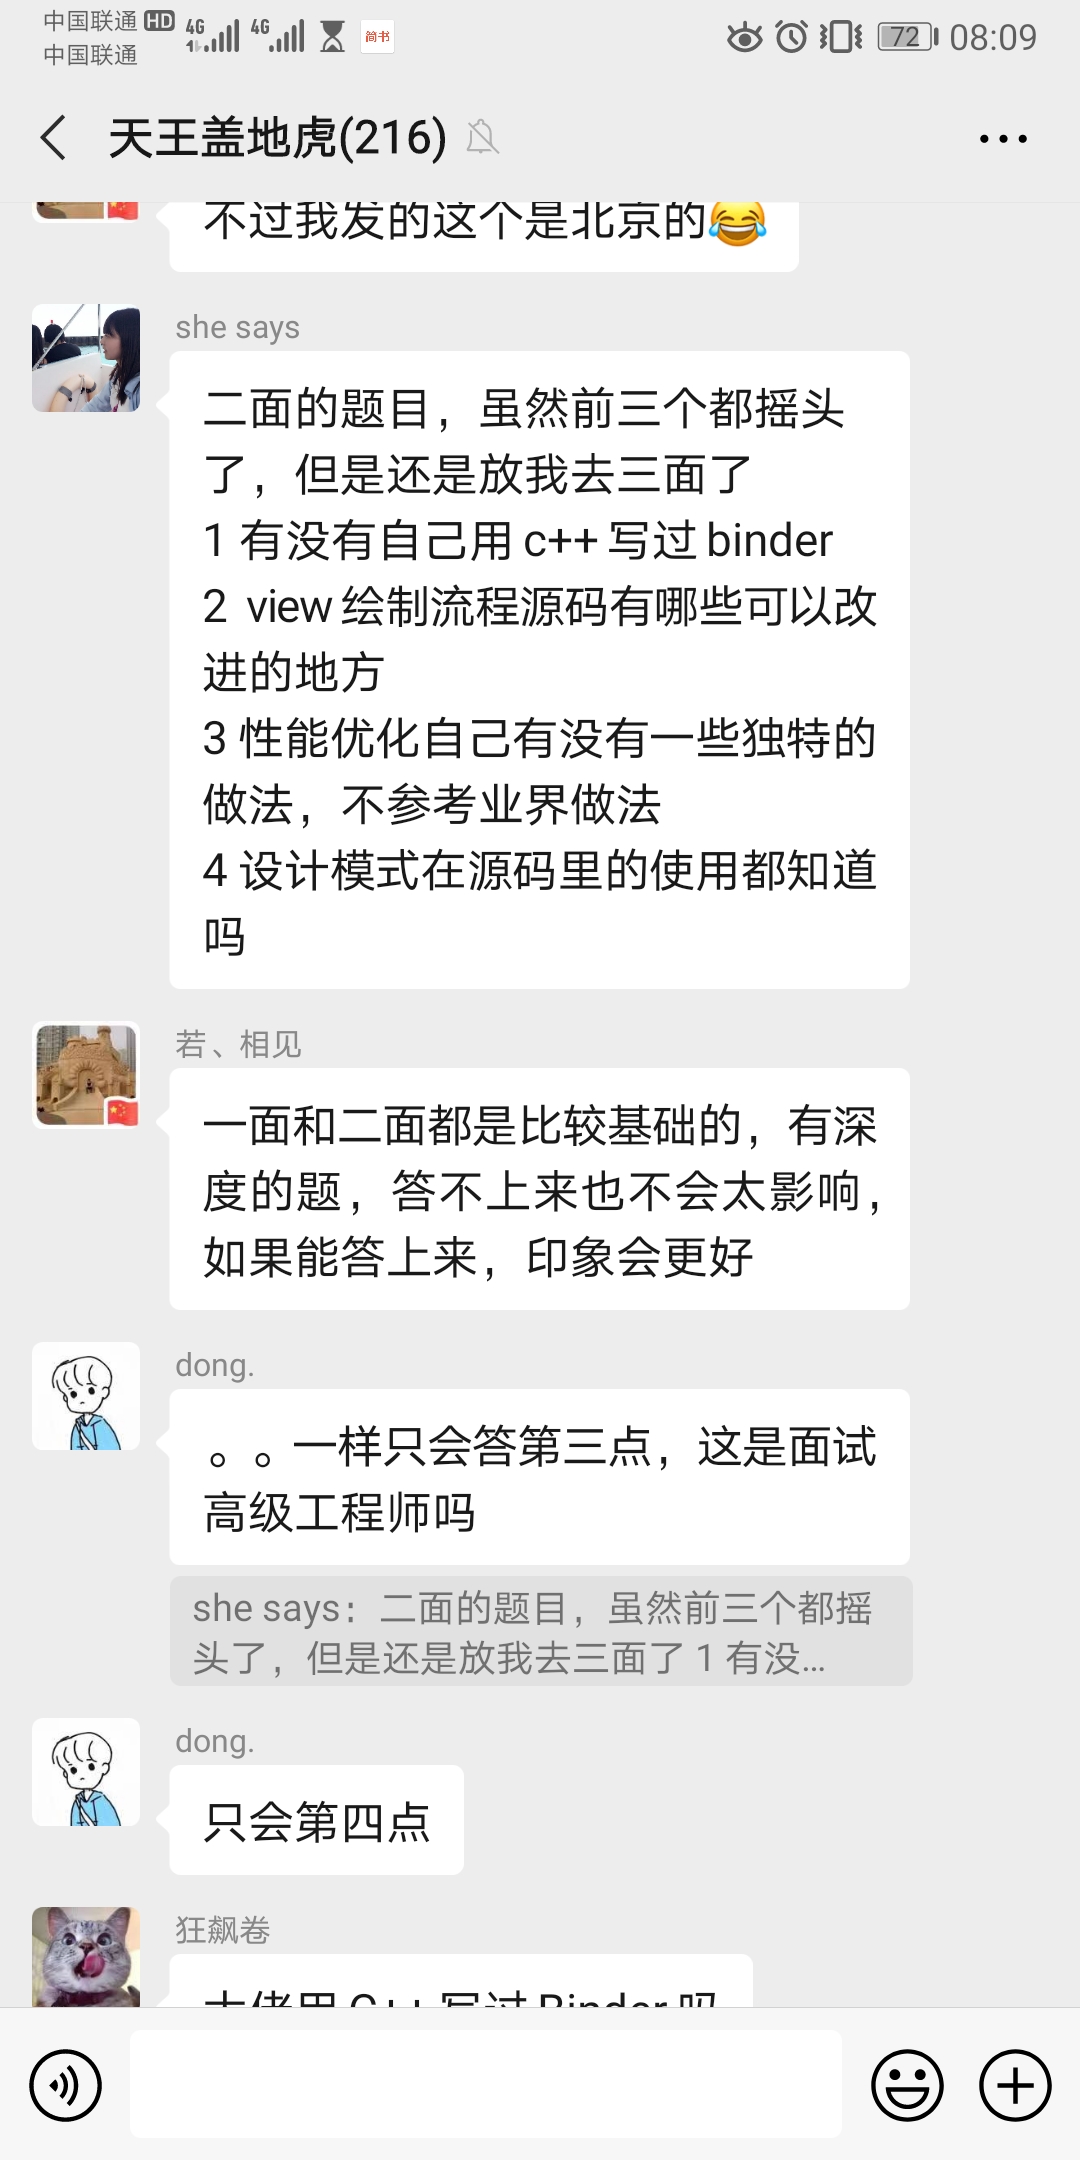 中国联通 HD 4G 4G 简书 72 08:09
中国联通
天王盖地虎(216)
不过我发的这个是北京的😂
she says
二面的题目，虽然前三个都摇头
了，但是还是放我去三面了
1 有没有自己用 c++ 写过 binder
2 view 绘制流程源码有哪些可以改
进的地方
3 性能优化自己有没有一些独特的
做法，不参考业界做法
4 设计模式在源码里的使用都知道
吗
若、相见
一面和二面都是比较基础的，有深
度的题，答不上来也不会太影响，
如果能答上来，印象会更好
dong.
。。一样只会答第三点，这是面试
高级工程师吗
she says：二面的题目，虽然前三个都摇
头了，但是还是放我去三面了 1 有没...
dong.
只会第四点
狂飙卷
大佬用 C++ 写过 Binder 吗